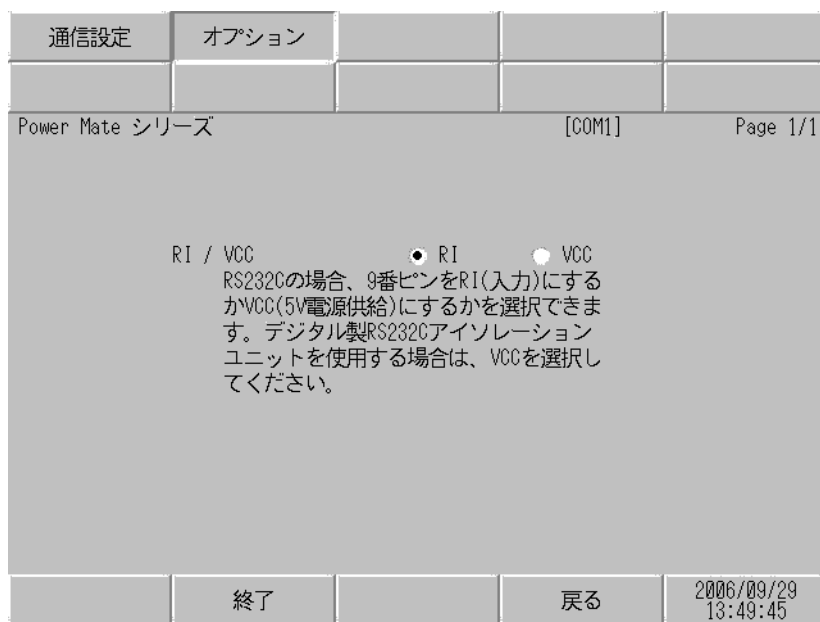 通信設定 オプション
Power Mate シリーズ [COM1] Page 1/1
RI / VCC RI VCC
RS232Cの場合、9番ピンをRI(入力)にする
かVCC(5V電源供給)にするかを選択できま
す。デジタル製RS232Cアイソレーション
ユニットを使用する場合は、VCCを選択し
てください。
終了 戻る 2006/09/29
13:49:45